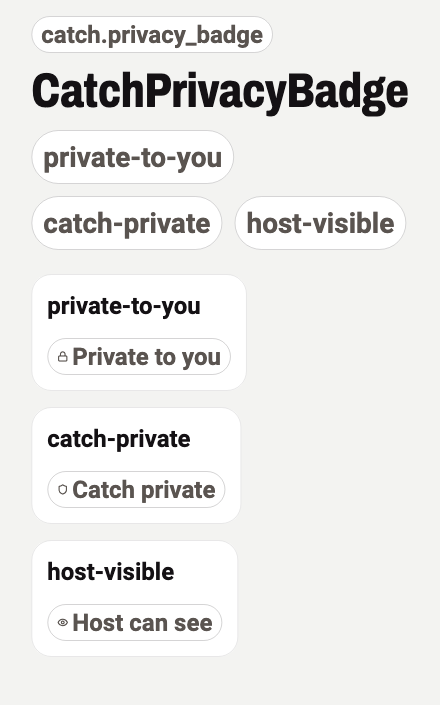 catch.privacy_badge
CatchPrivacyBadge
private-to-you
catch-private host-visible
private-to-you
Private to you
catch-private
Catch private
host-visible
Host can see